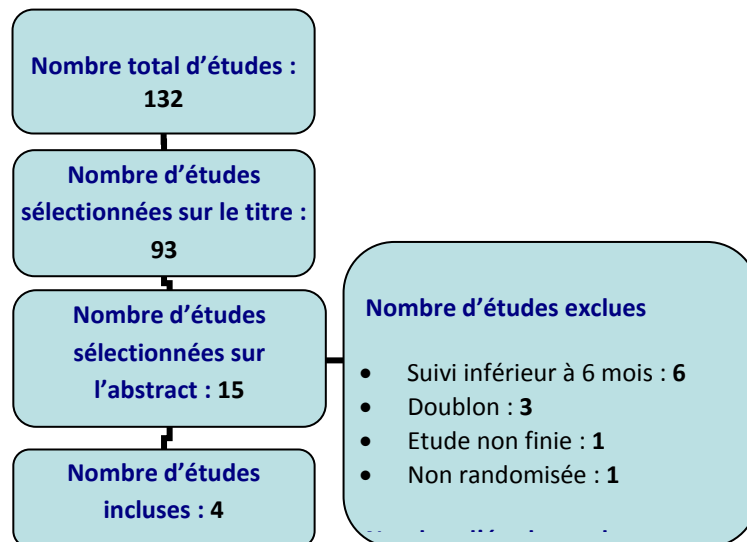 Nombre total d'études :
132
Nombre d'études
sélectionnées sur le titre :
93
Nombre d'études
sélectionnées sur
l'abstract : 15
Nombre d'études
incluses : 4
Nombre d'études exclues
• Suivi inférieur à 6 mois : 6
• Doublon : 3
• Etude non finie : 1
• Non randomisée : 1